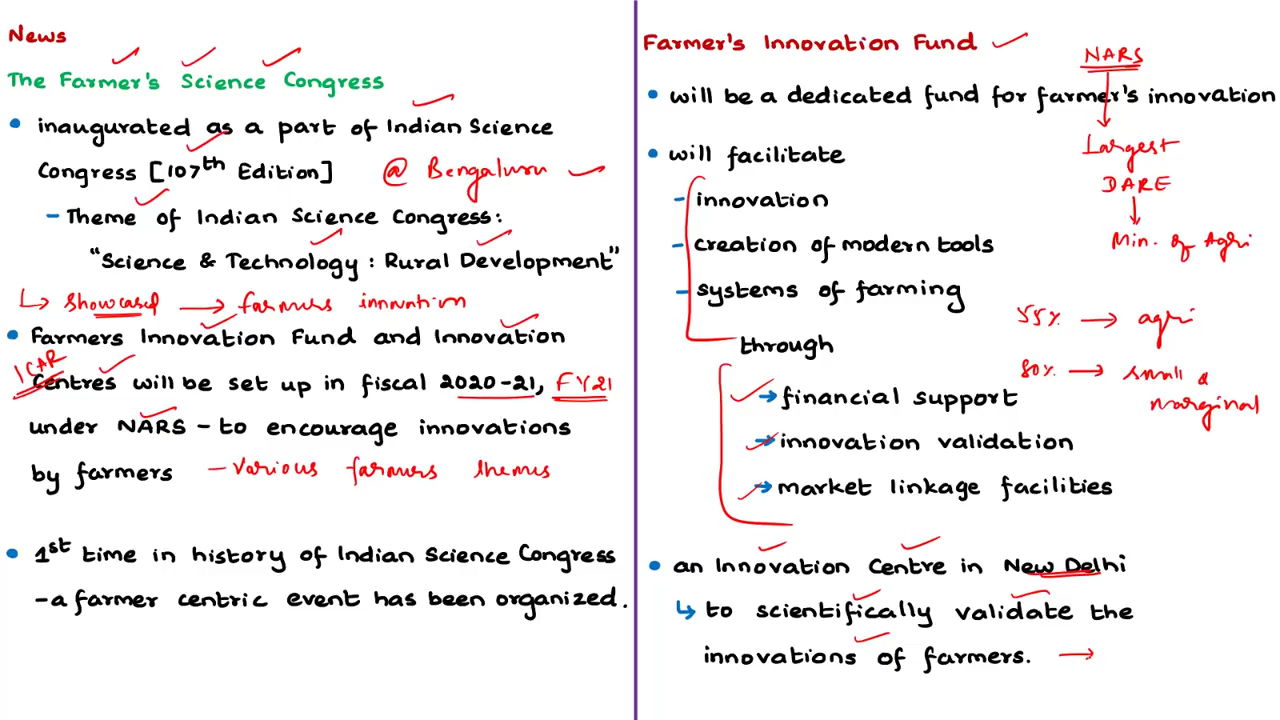 News
The Farmer's Science Congress
• inaugurated as a part of Indian Science
Congress [107th Edition] @ Bengaluru
– Theme of Indian Science Congress:
"Science & Technology : Rural Development"
↳ showcased → farmers innovation
• Farmers Innovation Fund and Innovation
ICAR
Centres will be set up in fiscal 2020-21, FY21
under NARS – to encourage innovations
by farmers – various farmers themes
• 1st time in history of Indian Science Congress
– a farmer centric event has been organized.
Farmer's Innovation Fund
NARS
• will be a dedicated fund for farmer's innovation
Largest
• will facilitate
DARE
– innovation
Min. of Agri
– creation of modern tools
– systems of farming
55% → agri
through
80% → small & marginal
→ financial support
→ innovation validation
→ market linkage facilities
• an Innovation Centre in New Delhi
↳ to scientifically validate the
innovations of farmers. →